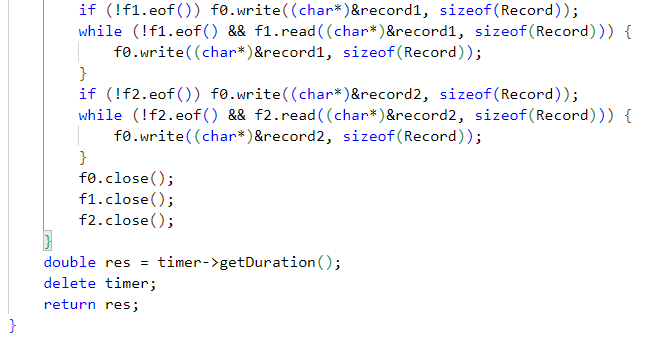 if (!f1.eof()) f0.write((char*)&record1, sizeof(Record));
while (!f1.eof() && f1.read((char*)&record1, sizeof(Record))) {
f0.write((char*)&record1, sizeof(Record));
}
if (!f2.eof()) f0.write((char*)&record2, sizeof(Record));
while (!f2.eof() && f2.read((char*)&record2, sizeof(Record))) {
f0.write((char*)&record2, sizeof(Record));
}
f0.close();
f1.close();
f2.close();
}
double res = timer->getDuration();
delete timer;
return res;
}